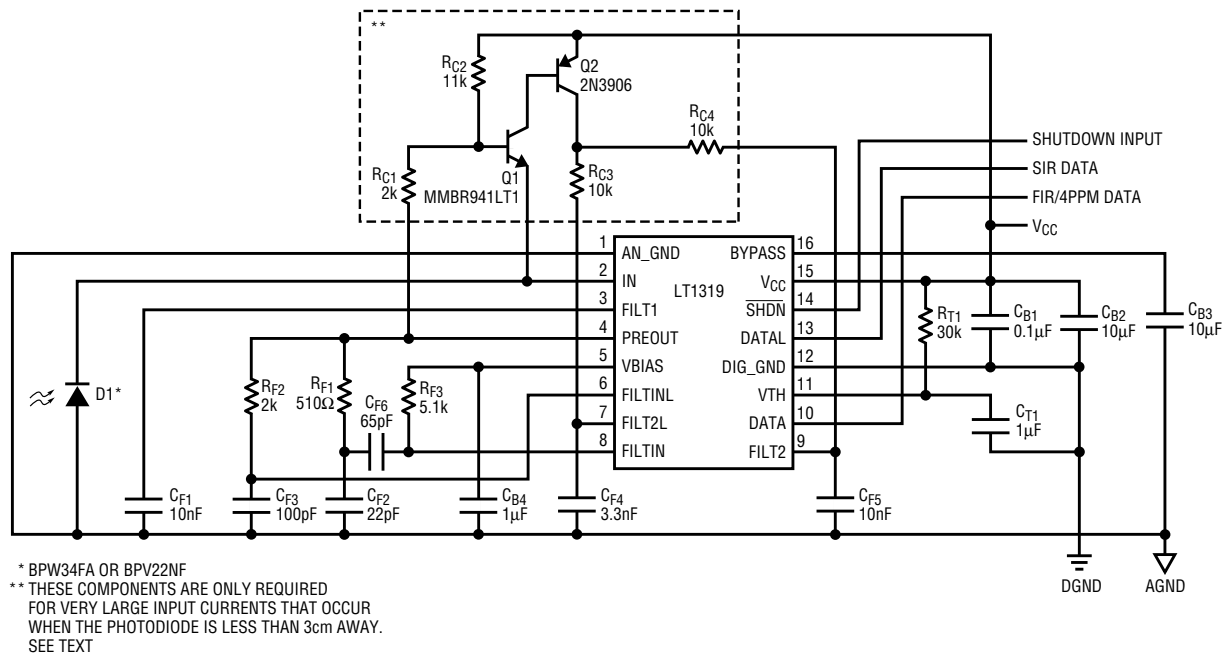 **
RC2
11k
Q2
2N3906
RC4
10k
RC1
2k
Q1
MMBR941LT1
RC3
10k
SHUTDOWN INPUT
SIR DATA
FIR/4PPM DATA
VCC
1
AN_GND
BYPASS
16
2
IN
VCC
15
LT1319
3
FILT1
SHDN
14
4
PREOUT
DATAL
13
5
VBIAS
DIG_GND
12
6
FILTINL
VTH
11
7
FILT2L
DATA
10
8
FILTIN
FILT2
9
D1*
RF2
2k
RF1
510Ω
CF6
65pF
RF3
5.1k
RT1
30k
CB1
0.1µF
CB2
10µF
CB3
10µF
CT1
1µF
CF1
10nF
CF3
100pF
CF2
22pF
CB4
1µF
CF4
3.3nF
CF5
10nF
DGND
AGND
* BPW34FA OR BPV22NF
** THESE COMPONENTS ARE ONLY REQUIRED
FOR VERY LARGE INPUT CURRENTS THAT OCCUR
WHEN THE PHOTODIODE IS LESS THAN 3cm AWAY.
SEE TEXT